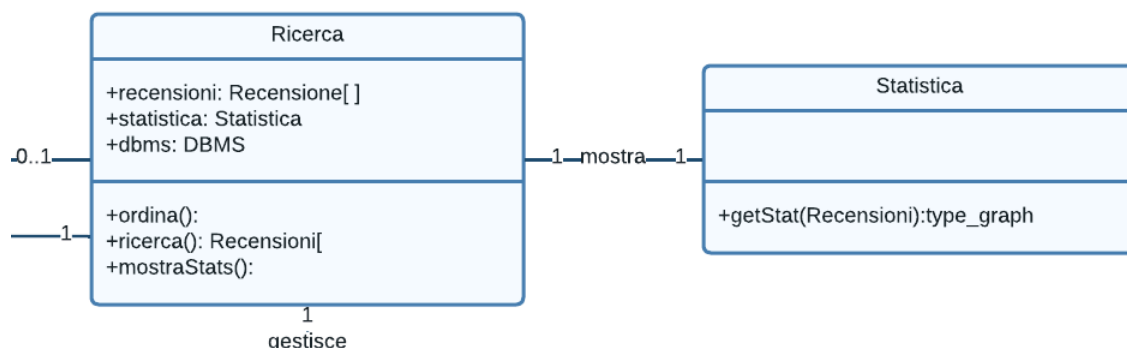 Ricerca
+recensioni: Recensione[ ]
+statistica: Statistica
+dbms: DBMS
0..1
+ordina():
+ricerca(): Recensioni[
+mostraStats():
1
1
gestisce
1 mostra 1
Statistica
+getStat(Recensioni):type_graph